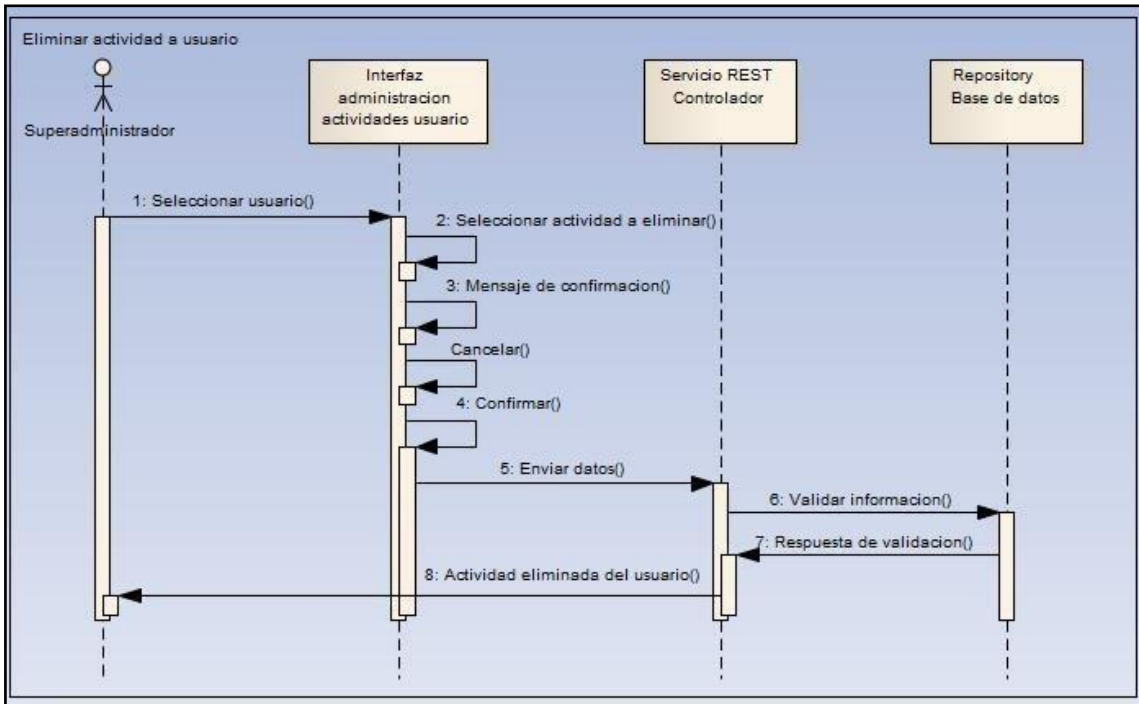 Eliminar actividad a usuario
Superadministrador
Interfaz
administracion
actividades usuario
Servicio REST
Controlador
Repository
Base de datos
1: Seleccionar usuario()
2: Seleccionar actividad a eliminar()
3: Mensaje de confirmacion()
Cancelar()
4: Confirmar()
5: Enviar datos()
6: Validar informacion()
7: Respuesta de validacion()
8: Actividad eliminada del usuario()